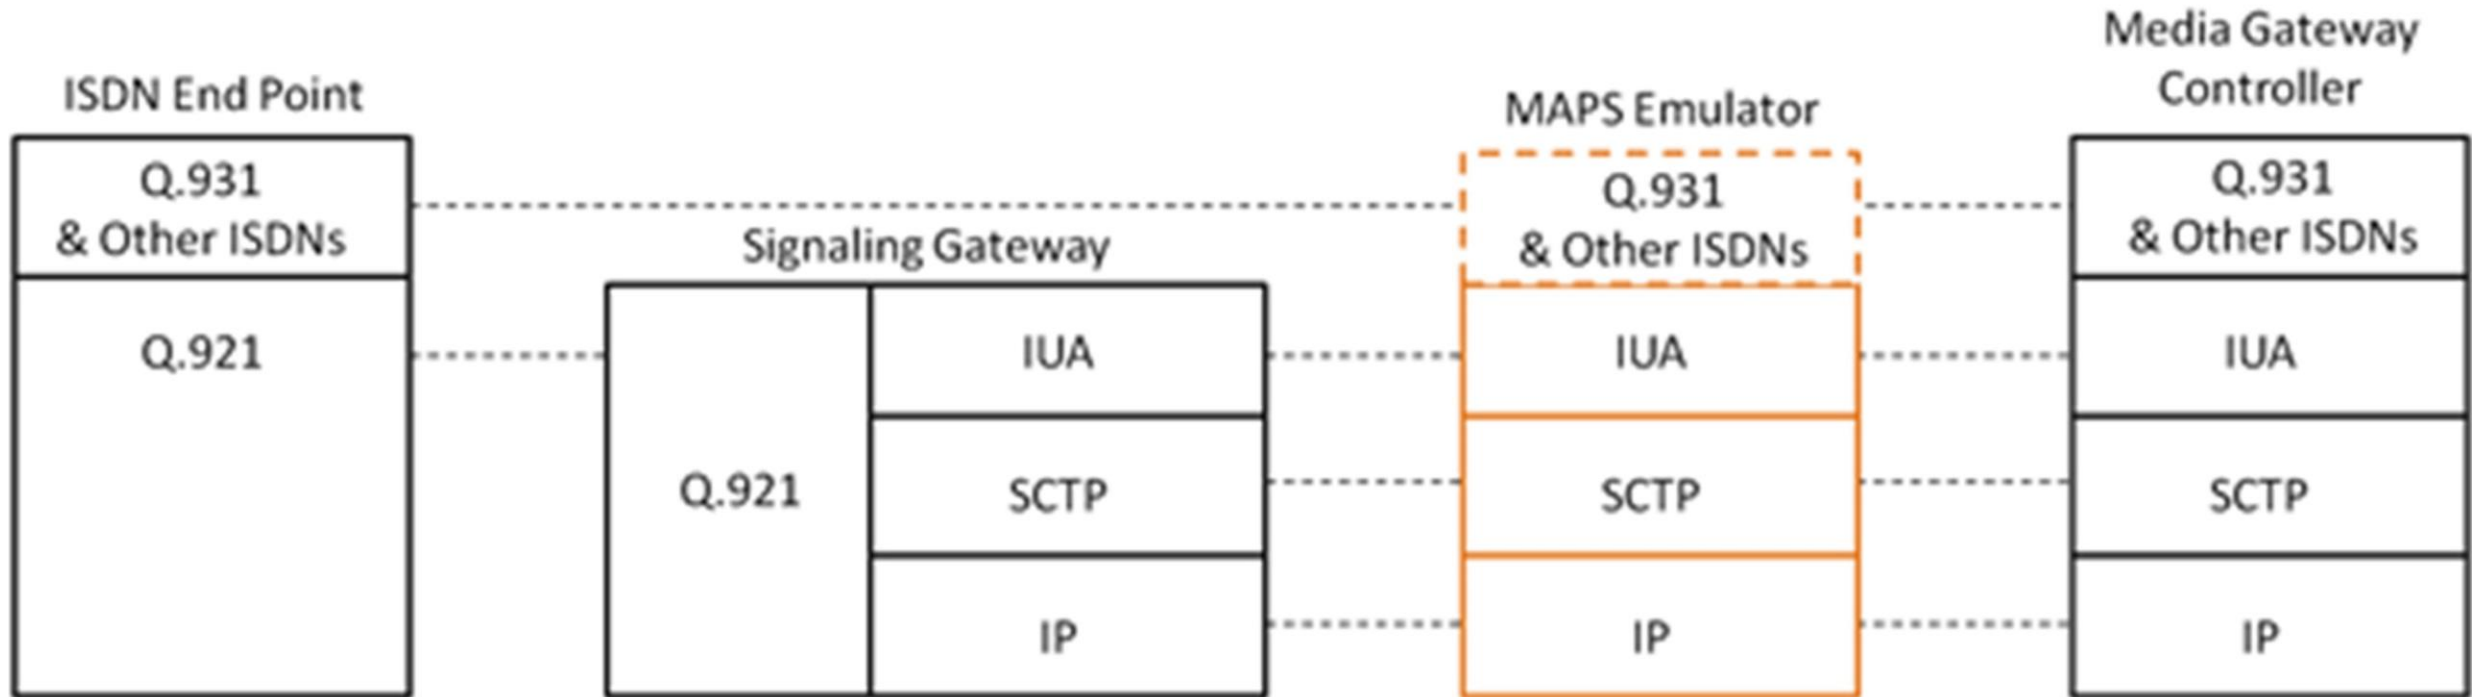 ISDN End Point
Q.931
& Other ISDNs
Q.921
Signaling Gateway
Q.921
IUA
SCTP
IP
MAPS Emulator
Q.931
& Other ISDNs
IUA
SCTP
IP
Media Gateway
Controller
Q.931
& Other ISDNs
IUA
SCTP
IP